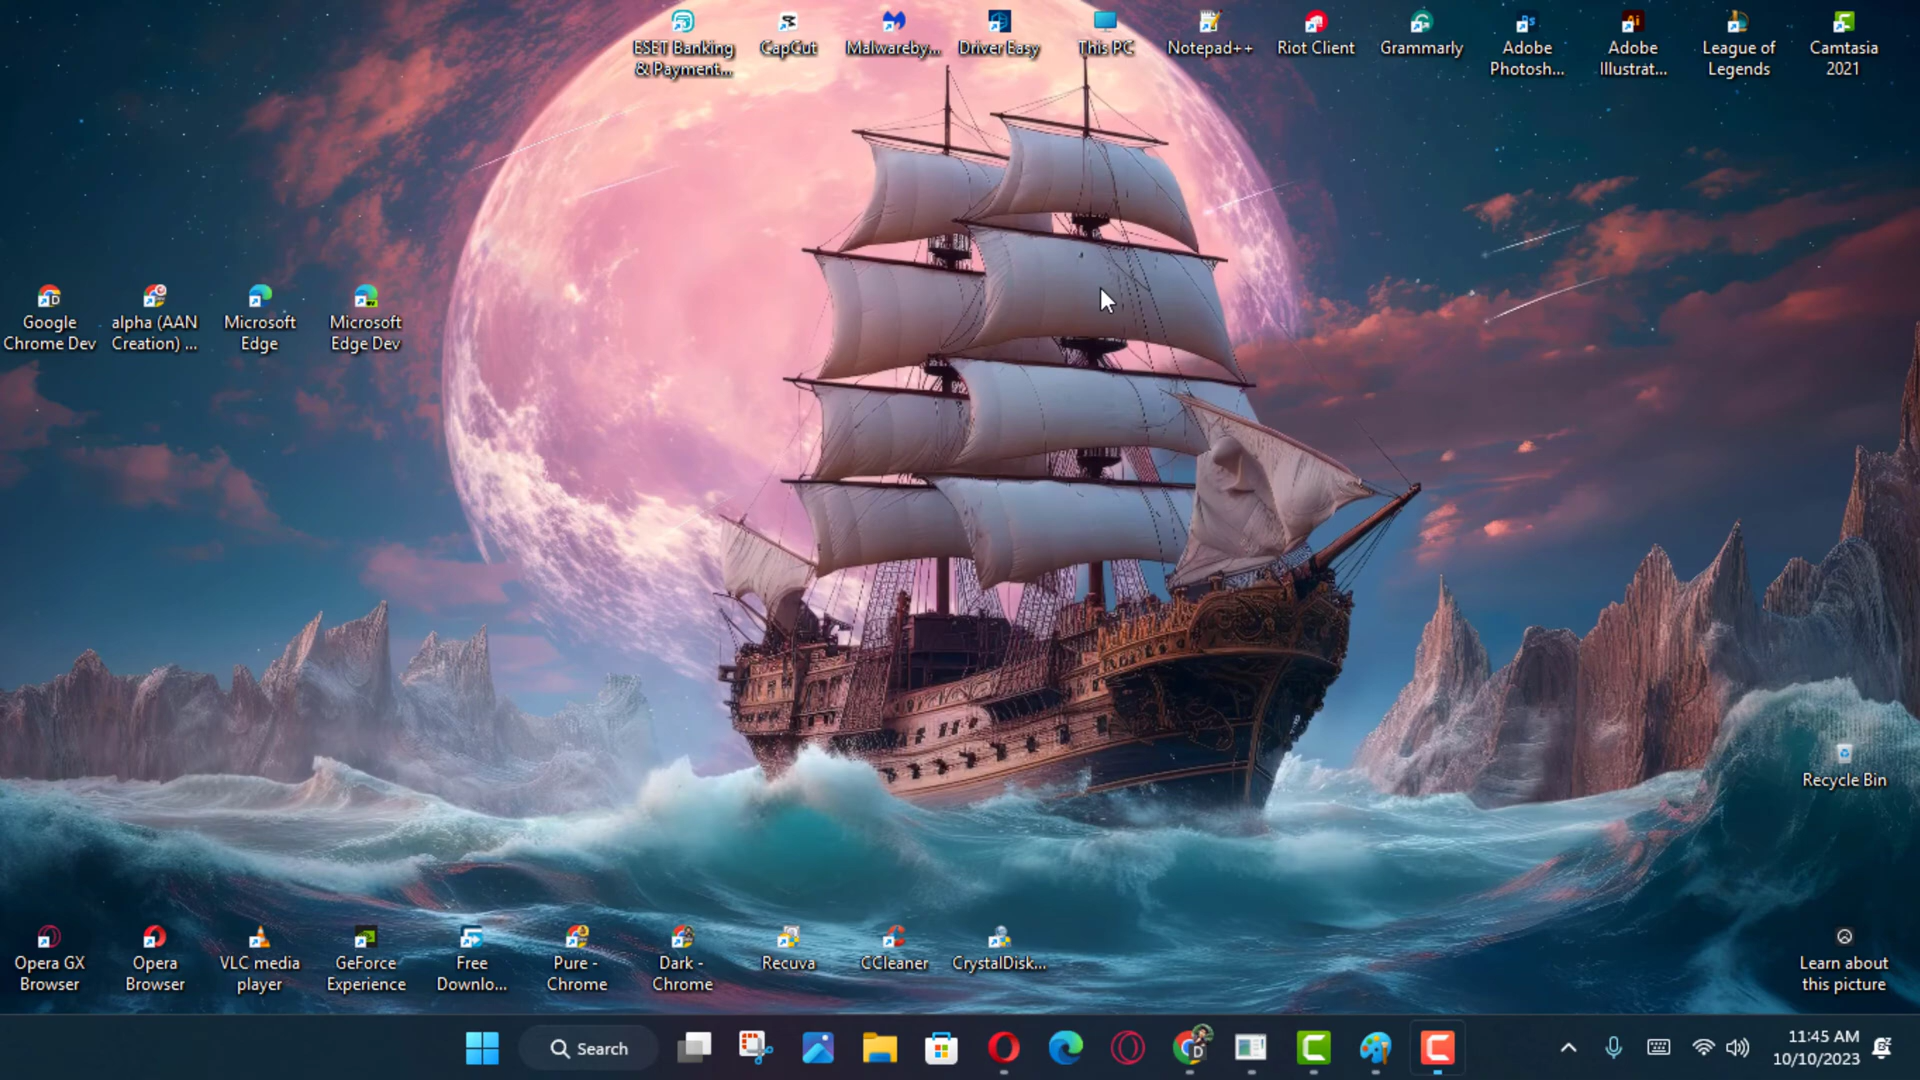 ESET Banking
& Payment...
CapCut
Malwareby...
Driver Easy
This PC
Notepad++
Riot Client
Grammarly
Adobe
Photosh...
Adobe
Illustrat...
League of
Legends
Camtasia
2021
Google
Chrome Dev
alpha (AAN
Creation) ...
Microsoft
Edge
Microsoft
Edge Dev
Recycle Bin
Opera GX
Browser
Opera
Browser
VLC media
player
GeForce
Experience
Free
Downlo...
Pure -
Chrome
Dark -
Chrome
Recuva
CCleaner
CrystalDisk...
Learn about
this picture
Search
11:45 AM
10/10/2023